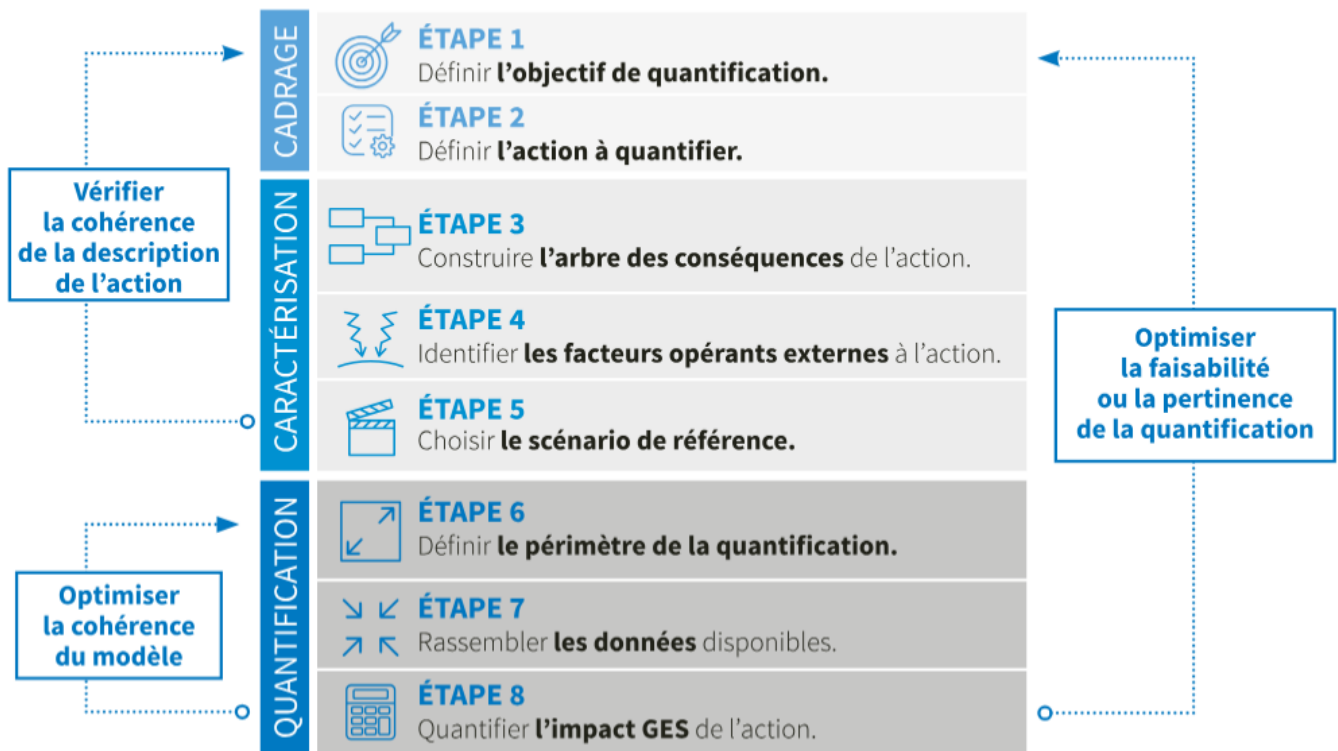 CADRAGE
ÉTAPE 1
Définir l'objectif de quantification.
ÉTAPE 2
Définir l'action à quantifier.
Vérifier
la cohérence
de la description
de l'action
CARACTÉRISATION
ÉTAPE 3
Construire l'arbre des conséquences de l'action.
ÉTAPE 4
Identifier les facteurs opérants externes à l'action.
ÉTAPE 5
Choisir le scénario de référence.
Optimiser
la faisabilité
ou la pertinence
de la quantification
QUANTIFICATION
ÉTAPE 6
Définir le périmètre de la quantification.
Optimiser
la cohérence
du modèle
ÉTAPE 7
Rassembler les données disponibles.
ÉTAPE 8
Quantifier l'impact GES de l'action.